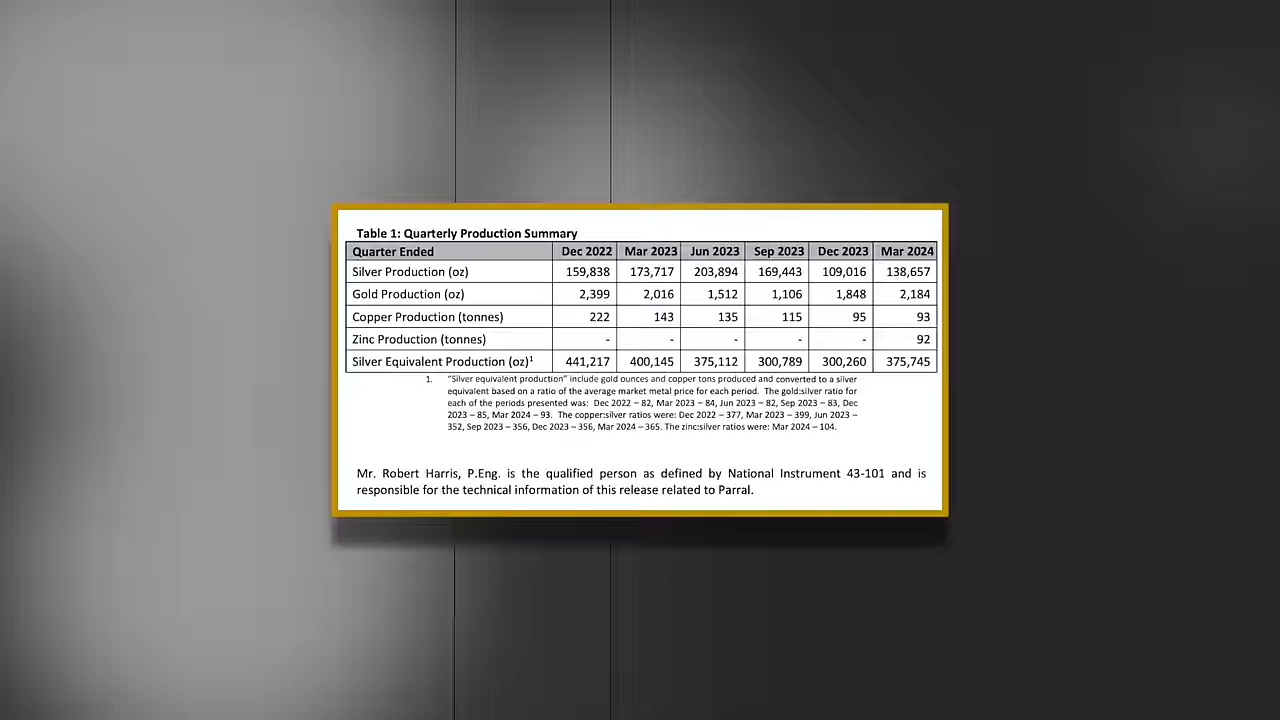 Table 1: Quarterly Production Summary
Quarter Ended Dec 2022 Mar 2023 Jun 2023 Sep 2023 Dec 2023 Mar 2024
Silver Production (oz) 159,838 173,717 203,894 169,443 109,016 138,657
Gold Production (oz) 2,399 2,016 1,512 1,106 1,848 2,184
Copper Production (tonnes) 222 143 135 115 95 93
Zinc Production (tonnes) - - - - - 92
Silver Equivalent Production (oz)¹ 441,217 400,145 375,112 300,789 300,260 375,745
1. "Silver equivalent production" include gold ounces and copper tons produced and converted to a silver
equivalent based on a ratio of the average market metal price for each period. The gold:silver ratio for
each of the periods presented was: Dec 2022 – 82, Mar 2023 – 84, Jun 2023 – 82, Sep 2023 – 83, Dec
2023 – 85, Mar 2024 – 93. The copper:silver ratios were: Dec 2022 – 377, Mar 2023 – 399, Jun 2023 –
352, Sep 2023 – 356, Dec 2023 – 356, Mar 2024 – 365. The zinc:silver ratios were: Mar 2024 – 104.
Mr. Robert Harris, P.Eng. is the qualified person as defined by National Instrument 43-101 and is
responsible for the technical information of this release related to Parral.